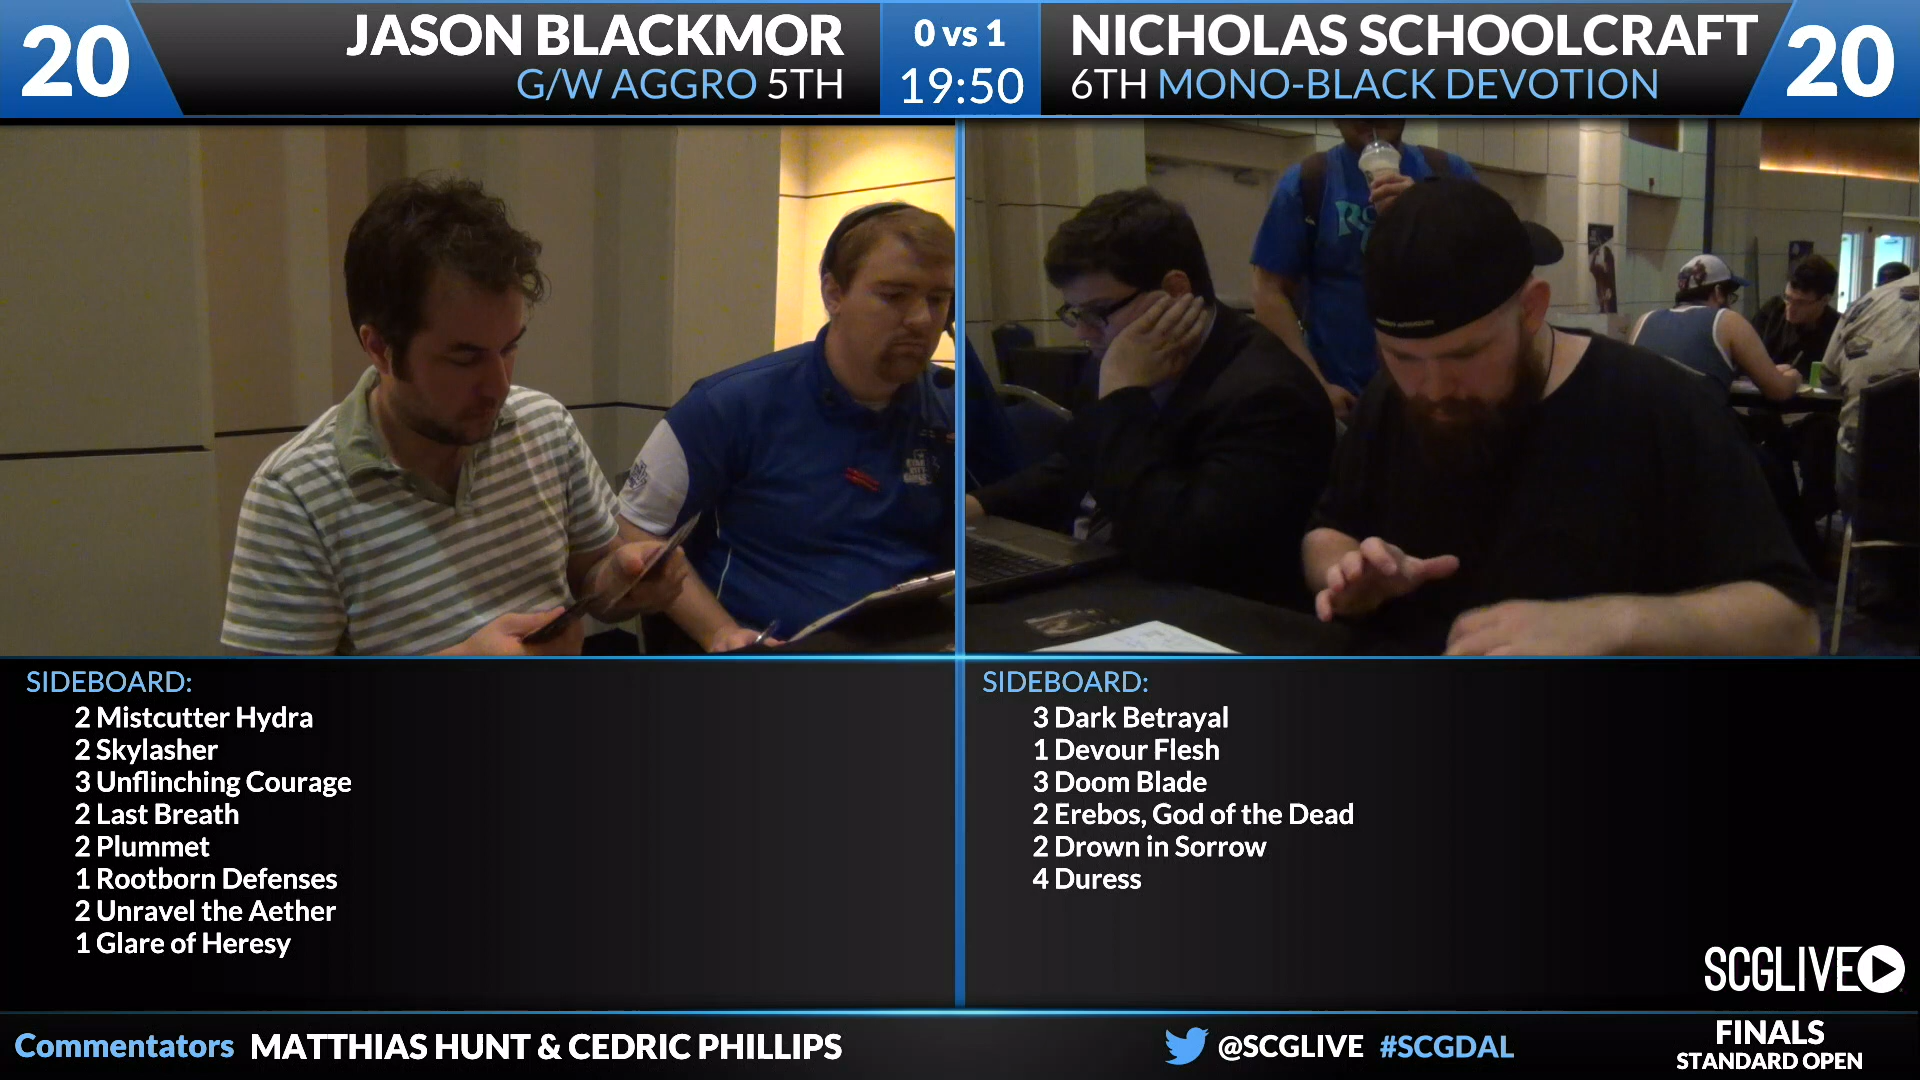 20
JASON BLACKMOR
G/W AGGRO 5TH
0 vs 1
19:50
NICHOLAS SCHOOLCRAFT
6TH MONO-BLACK DEVOTION
20
SIDEBOARD:
2 Mistcutter Hydra
2 Skylasher
3 Unflinching Courage
2 Last Breath
2 Plummet
1 Rootborn Defenses
2 Unravel the Aether
1 Glare of Heresy
SIDEBOARD:
3 Dark Betrayal
1 Devour Flesh
3 Doom Blade
2 Erebos, God of the Dead
2 Drown in Sorrow
4 Duress
SCGLIVE
Commentators MATTHIAS HUNT & CEDRIC PHILLIPS
@SCGLIVE #SCGDAL
FINALS
STANDARD OPEN